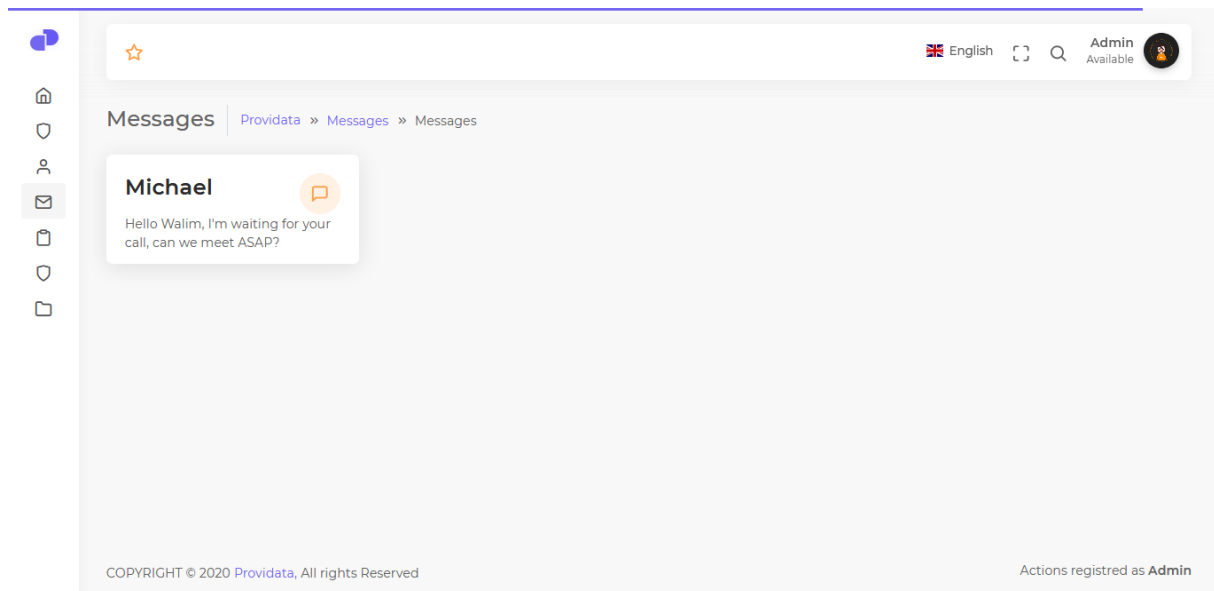 English
Admin
Available
Messages
Providata » Messages » Messages
Michael
Hello Walim, I'm waiting for your
call, can we meet ASAP?
COPYRIGHT © 2020 Providata, All rights Reserved
Actions registred as Admin